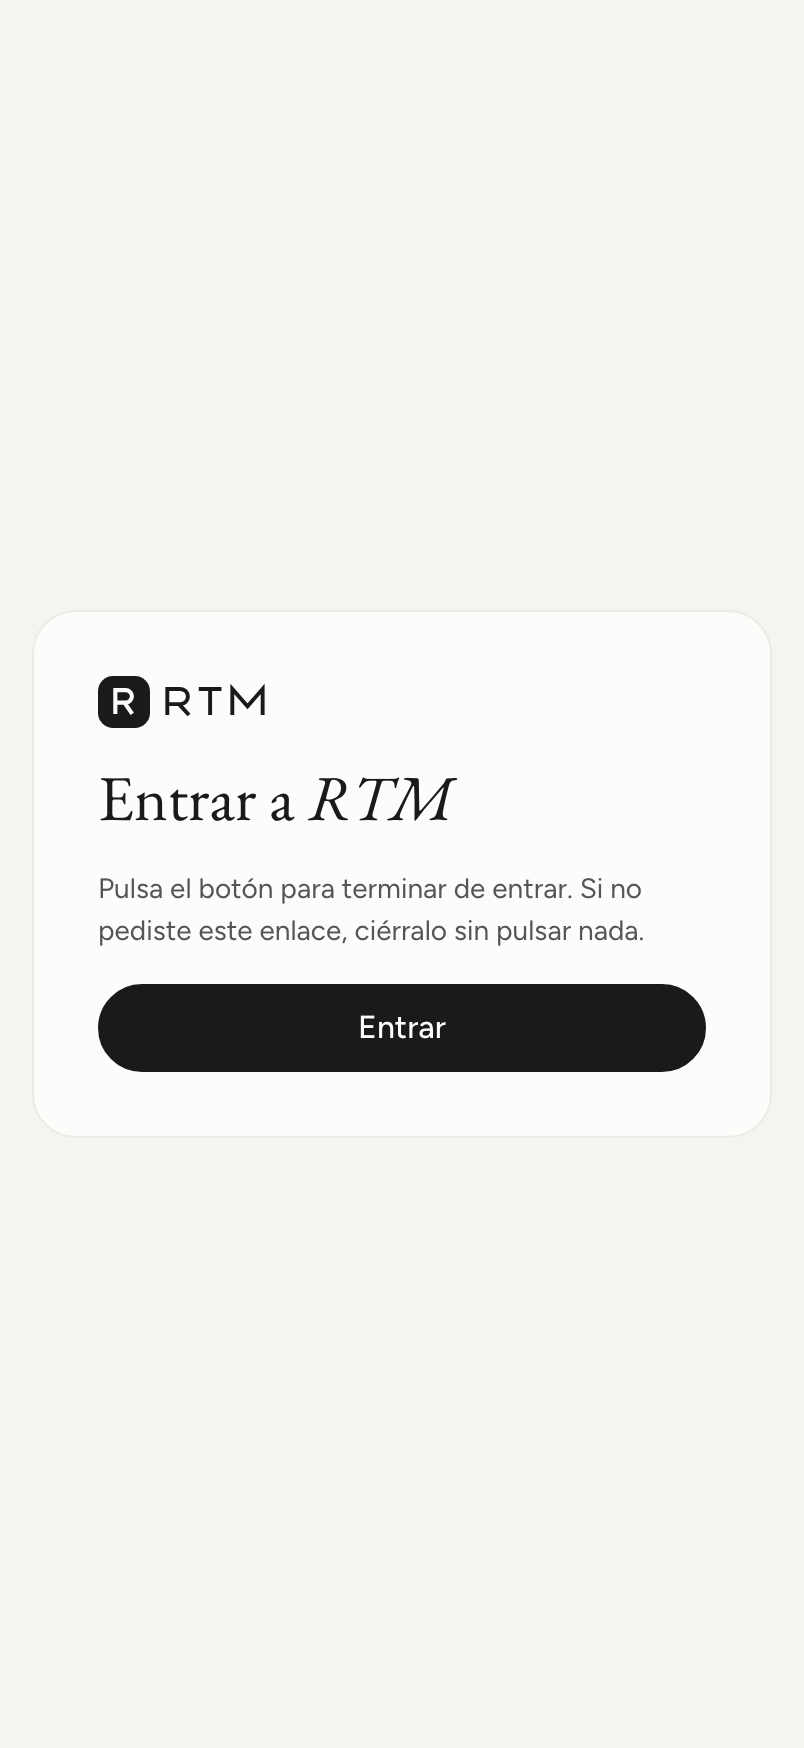 R RTM
Entrar a RTM
Pulsa el botón para terminar de entrar. Si no
pediste este enlace, ciérralo sin pulsar nada.
Entrar